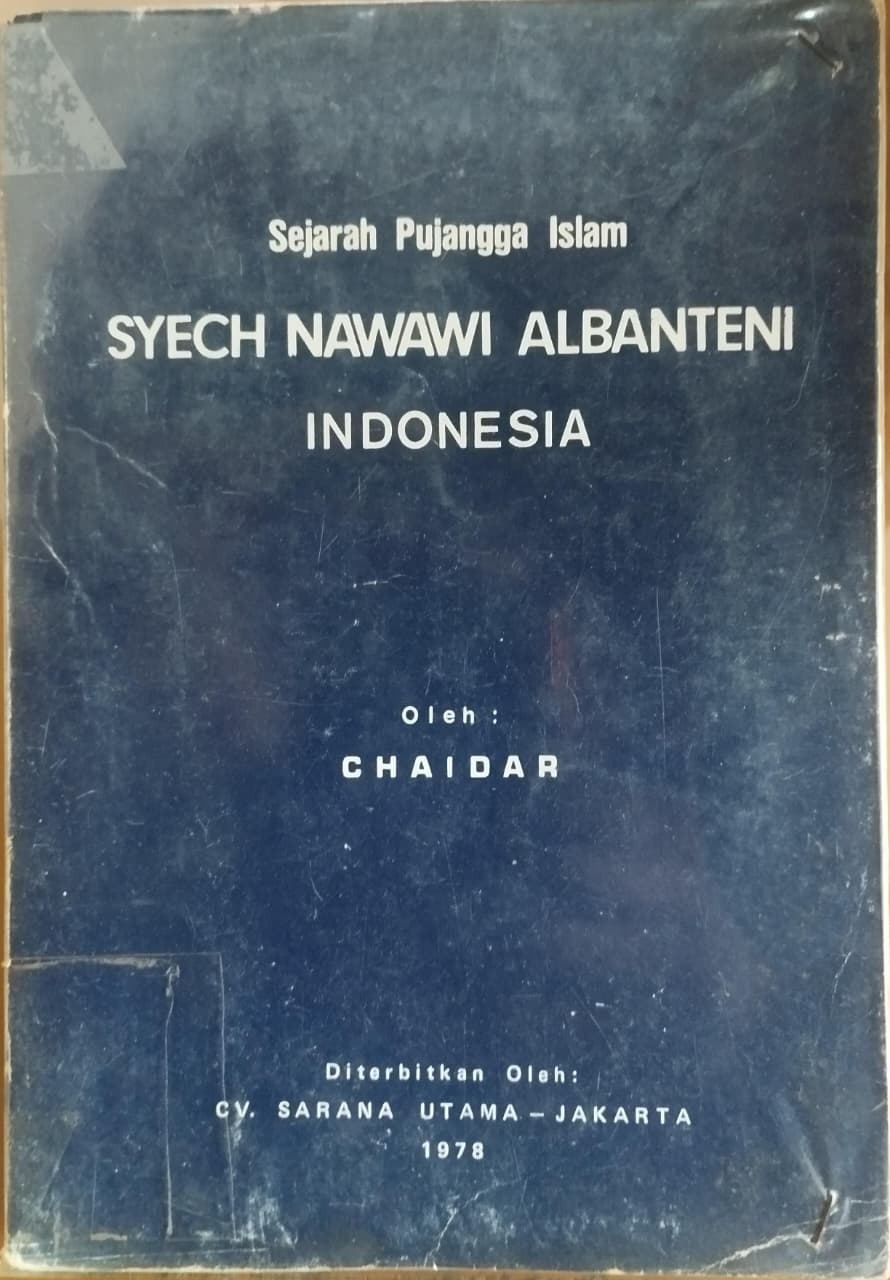 Sejarah Pujangga Islam
SYECH NAWAWI ALBANTENI
INDONESIA
Oleh :
CHAIDAR
Diterbitkan Oleh:
CV. SARANA UTAMA – JAKARTA
1978